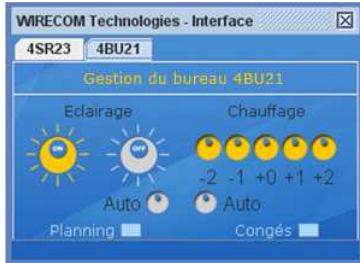 WIRECOM Technologies - Interface
4SR23 4BU21
Gestion du bureau 4BU21
Eclairage Chauffage
ON OFF
-2 -1 +0 +1 +2
Auto Auto
Planning Congés